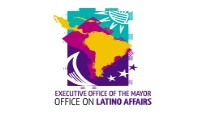 EXECUTIVE OFFICE OF THE MAYOR
OFFICE ON LATINO AFFAIRS